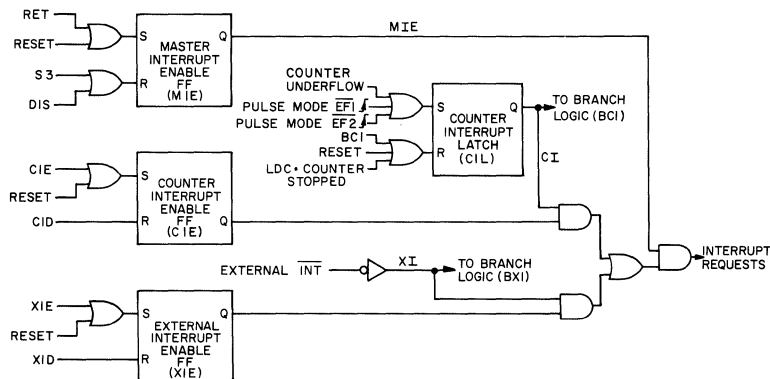 RET
RESET
S3
DIS
S
R
Q
MASTER
INTERRUPT
ENABLE
FF
(MIE)
MIE
COUNTER
UNDERFLOW
PULSE MODE EF1
PULSE MODE EF2
BCI
RESET
LDC • COUNTER
STOPPED
S
R
Q
COUNTER
INTERRUPT
LATCH
(CIL)
TO BRANCH
LOGIC (BCI)
CI
CIE
RESET
CID
S
R
Q
COUNTER
INTERRUPT
ENABLE
FF
(CIE)
EXTERNAL INT
XI
TO BRANCH
LOGIC (BXI)
INTERRUPT
REQUESTS
XIE
RESET
XID
S
R
Q
EXTERNAL
INTERRUPT
ENABLE
FF
(XIE)